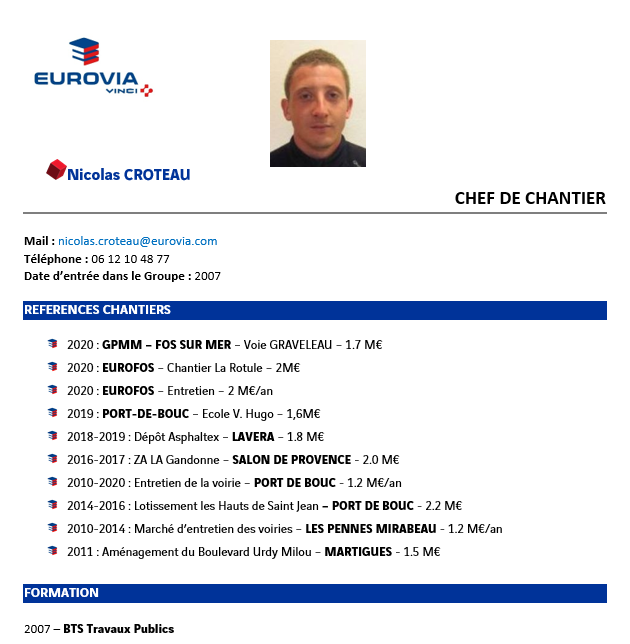 EUROVIA
VINCI
Nicolas CROTEAU
CHEF DE CHANTIER
Mail : nicolas.croteau@eurovia.com
Téléphone : 06 12 10 48 77
Date d'entrée dans le Groupe : 2007
REFERENCES CHANTIERS
2020 : GPMM – FOS SUR MER – Voie GRAVELEAU – 1.7 M€
2020 : EUROFOS – Chantier La Rotule – 2M€
2020 : EUROFOS – Entretien – 2 M€/an
2019 : PORT-DE-BOUC – Ecole V. Hugo – 1,6M€
2018-2019 : Dépôt Asphaltex – LAVERA – 1.8 M€
2016-2017 : ZA LA Gandonne – SALON DE PROVENCE - 2.0 M€
2010-2020 : Entretien de la voirie – PORT DE BOUC - 1.2 M€/an
2014-2016 : Lotissement les Hauts de Saint Jean – PORT DE BOUC - 2.2 M€
2010-2014 : Marché d'entretien des voiries – LES PENNES MIRABEAU - 1.2 M€/an
2011 : Aménagement du Boulevard Urdy Milou – MARTIGUES - 1.5 M€
FORMATION
2007 – BTS Travaux Publics